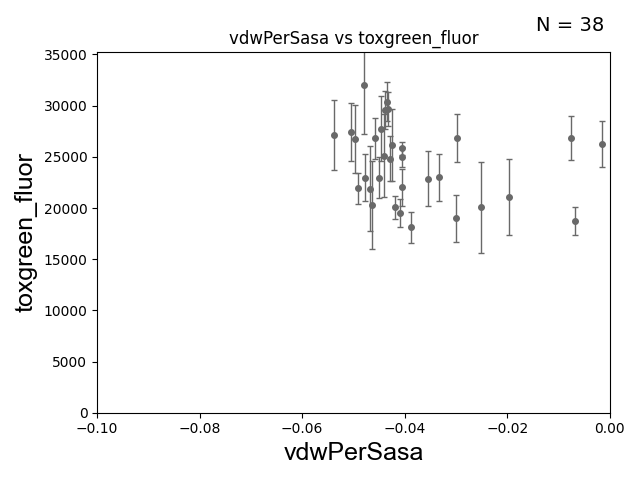 N = 38
vdwPerSasa vs toxgreen_fluor
toxgreen_fluor
35000
30000
25000
20000
15000
10000
5000
0
−0.10 −0.08 −0.06 −0.04 −0.02 0.00
vdwPerSasa